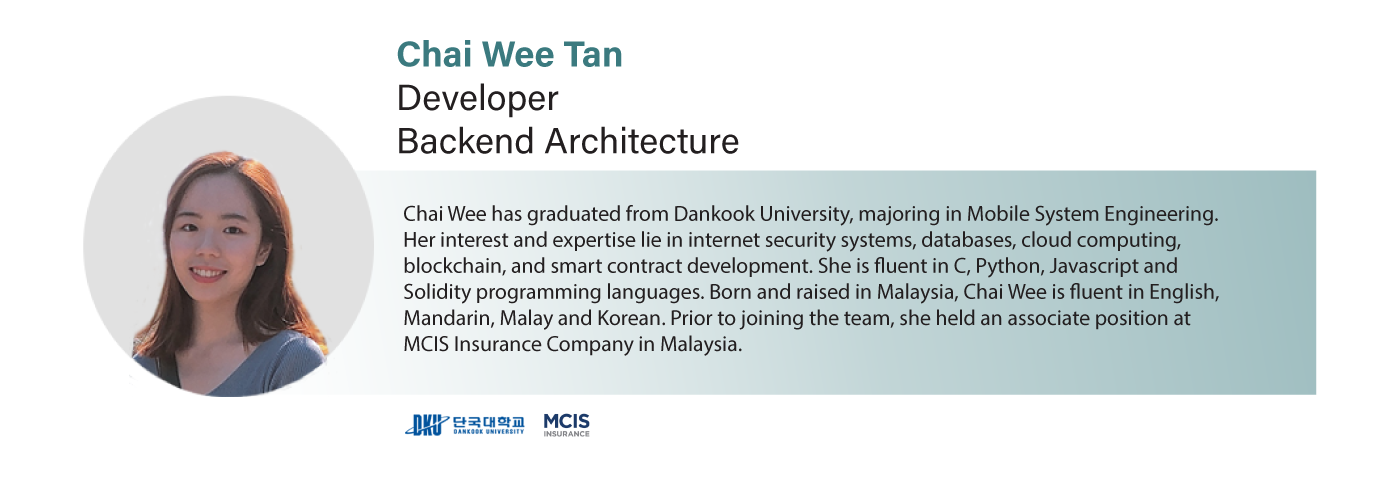 Chai Wee Tan
Developer
Backend Architecture
Chai Wee has graduated from Dankook University, majoring in Mobile System Engineering.
Her interest and expertise lie in internet security systems, databases, cloud computing,
blockchain, and smart contract development. She is fluent in C, Python, Javascript and
Solidity programming languages. Born and raised in Malaysia, Chai Wee is fluent in English,
Mandarin, Malay and Korean. Prior to joining the team, she held an associate position at
MCIS Insurance Company in Malaysia.
DKU 단국대학교 MCIS
DANKOOK UNIVERSITY INSURANCE